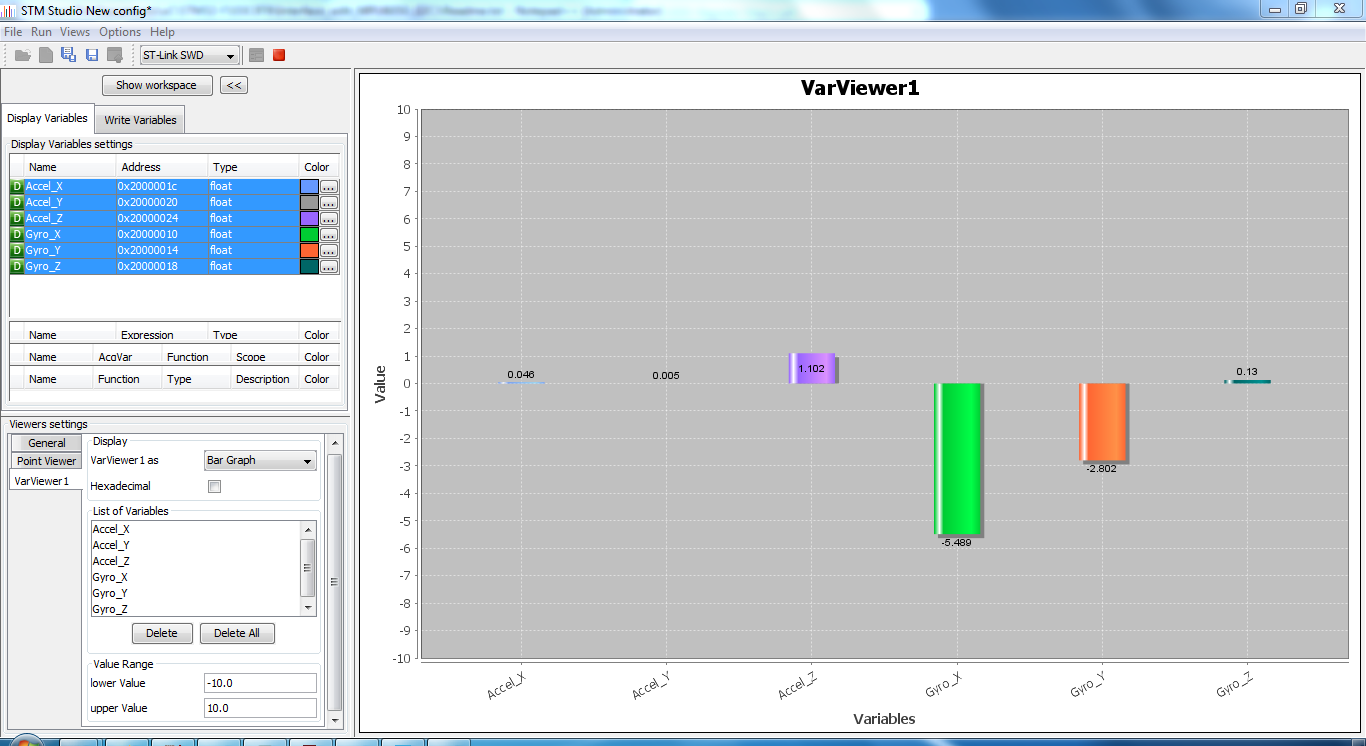 STM Studio New config*
File Run Views Options Help
ST-Link SWD
Show workspace <<
Display Variables Write Variables
Display Variables settings
Name Address Type Color
D Accel_X 0x2000001c float ...
D Accel_Y 0x20000020 float ...
D Accel_Z 0x20000024 float ...
D Gyro_X 0x20000010 float ...
D Gyro_Y 0x20000014 float ...
D Gyro_Z 0x20000018 float ...
Name Expression Type Color
Name AcqVar Function Scope Color
Name Function Type Description Color
Viewers settings
General
Point Viewer
VarViewer1
Display
VarViewer1 as Bar Graph
Hexadecimal
List of Variables
Accel_X
Accel_Y
Accel_Z
Gyro_X
Gyro_Y
Gyro_Z
Delete Delete All
Value Range
lower Value -10.0
upper Value 10.0
VarViewer1
Value
10
9
8
7
6
5
4
3
2
1
0
-1
-2
-3
-4
-5
-6
-7
-8
-9
-10
0.046
0.005
1.102
-5.489
-2.802
0.13
Accel_X
Accel_Y
Accel_Z
Gyro_X
Gyro_Y
Gyro_Z
Variables